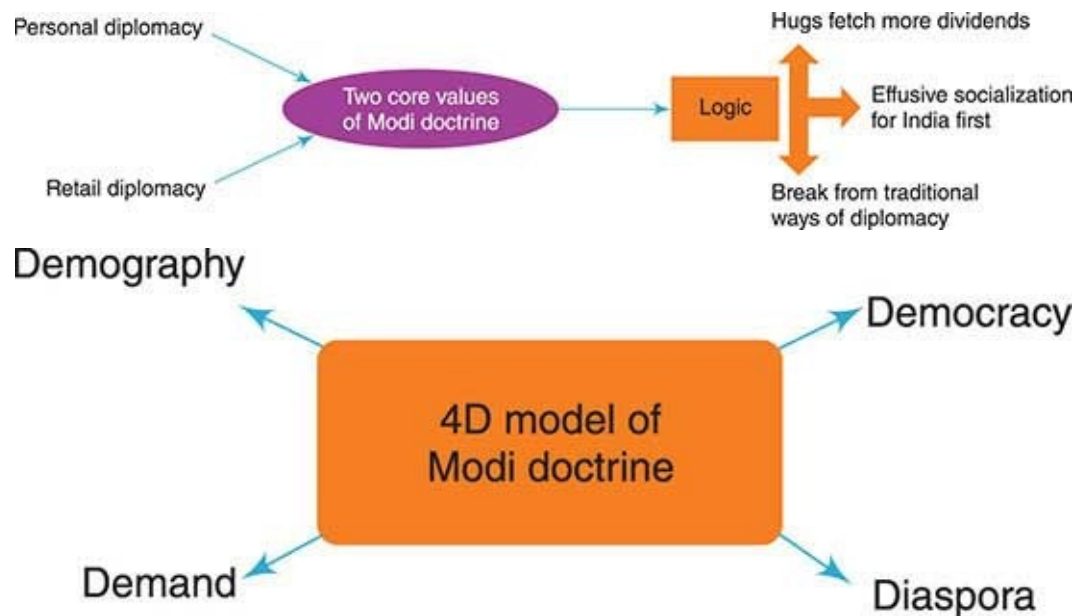 Personal diplomacy
Retail diplomacy
Two core values
of Modi doctrine
Logic
Hugs fetch more dividends
Effusive socialization
for India first
Break from traditional
ways of diplomacy
Demography
Democracy
4D model of
Modi doctrine
Demand
Diaspora